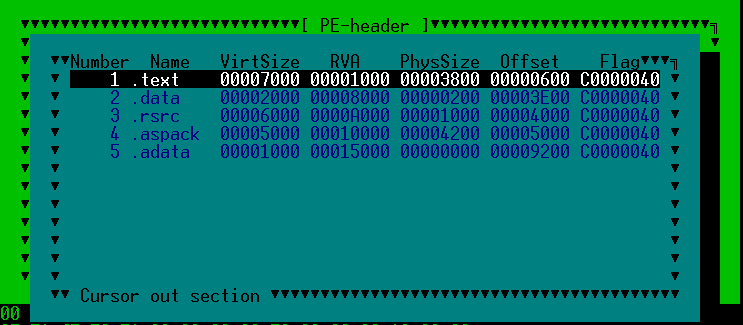 [ PE-header ]
Number Name VirtSize RVA PhysSize Offset Flag
1 .text 00007000 00001000 00003800 00000600 C0000040
2 .data 00002000 00008000 00000200 00003E00 C0000040
3 .rsrc 00006000 0000A000 00001000 00004000 C0000040
4 .aspack 00005000 00010000 00004200 00005000 C0000040
5 .adata 00001000 00015000 00000000 00009200 C0000040
Cursor out section
00